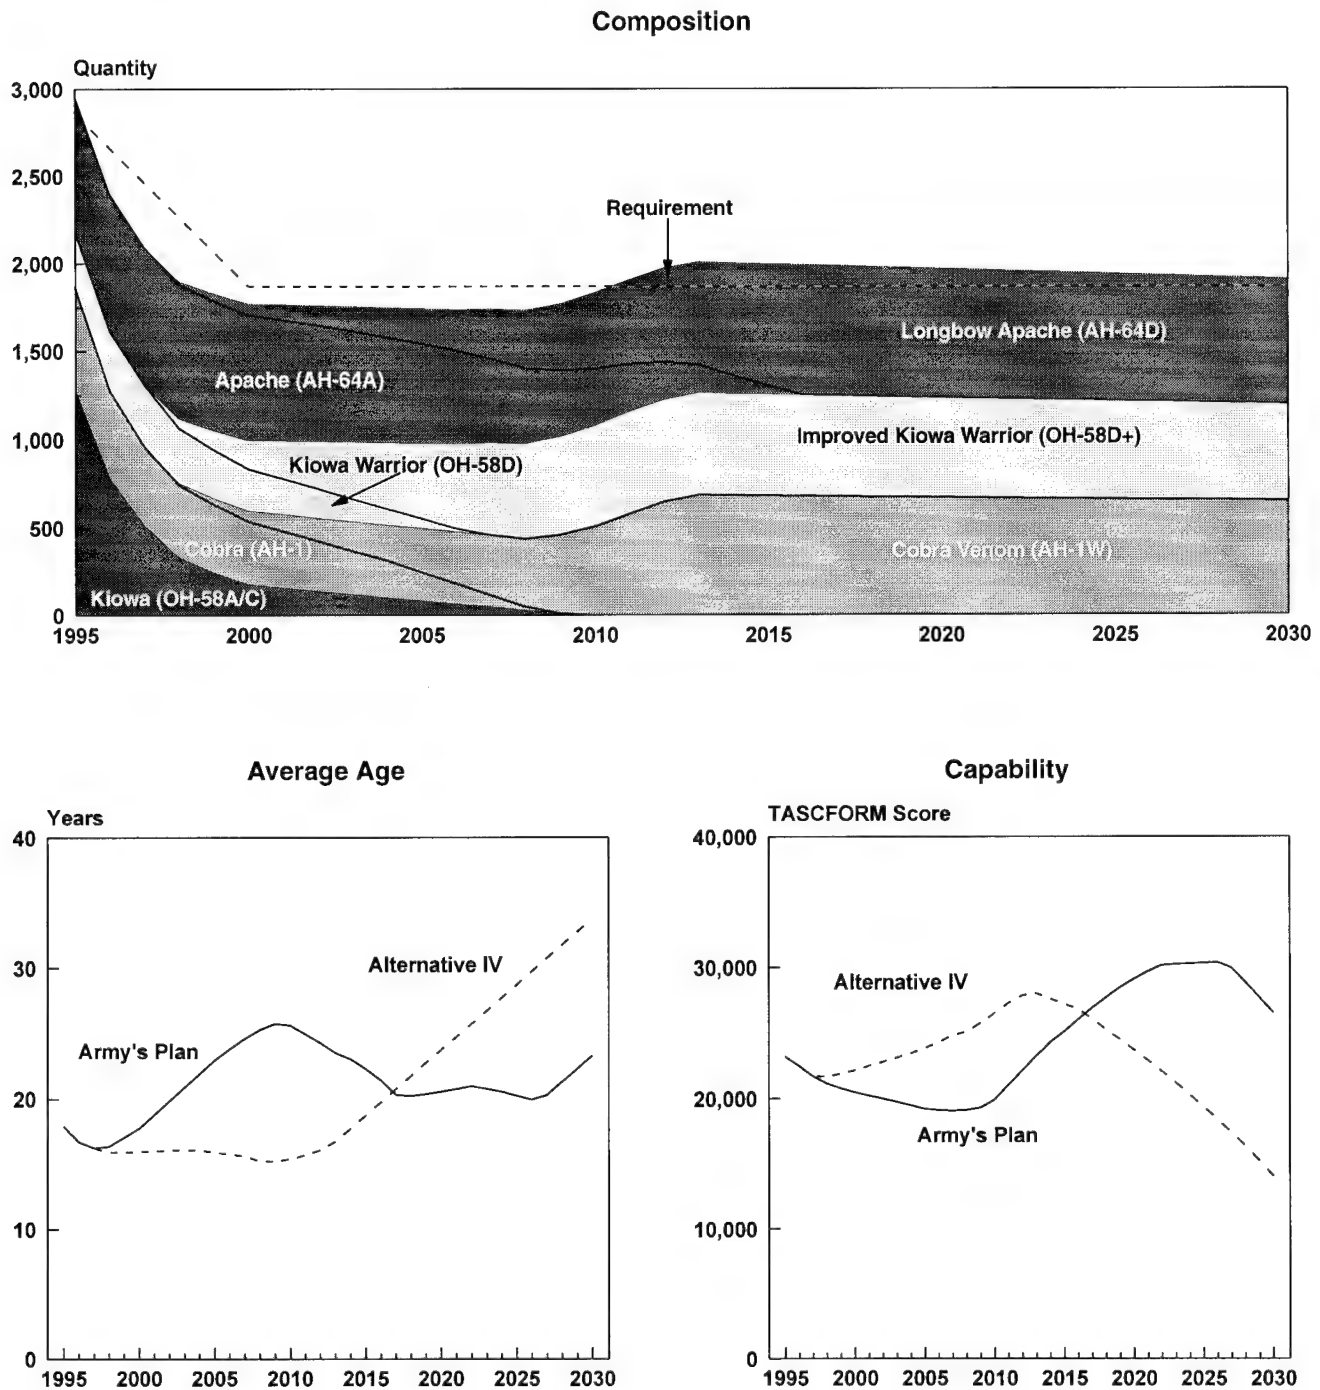 Composition
Quantity
3,000
2,500
2,000
1,500
1,000
500
0
Requirement
Longbow Apache (AH-64D)
Apache (AH-64A)
Improved Kiowa Warrior (OH-58D+)
Kiowa Warrior (OH-58D)
Cobra (AH-1)
Cobra Venom (AH-1W)
Kiowa (OH-58A/C)
1995 2000 2005 2010 2015 2020 2025 2030
Average Age
Years
40
30
20
10
0
Alternative IV
Army's Plan
1995 2000 2005 2010 2015 2020 2025 2030
Capability
TASCFORM Score
40,000
30,000
20,000
10,000
0
Alternative IV
Army's Plan
1995 2000 2005 2010 2015 2020 2025 2030